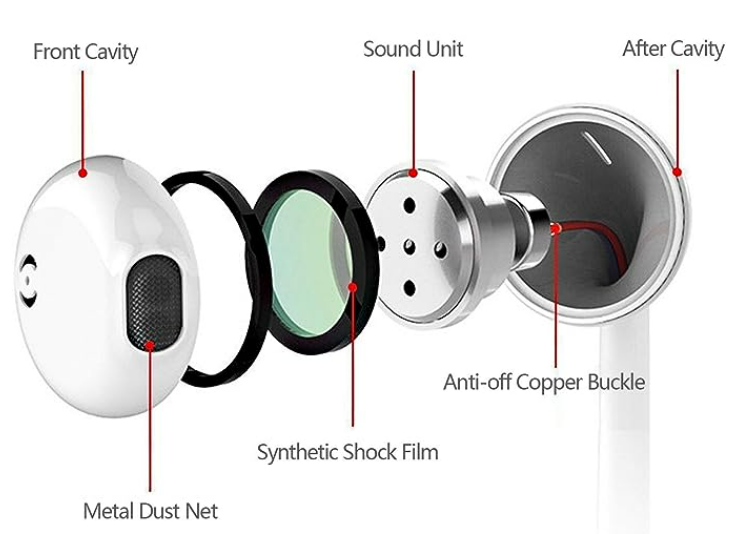 Front Cavity
Sound Unit
After Cavity
Anti-off Copper Buckle
Synthetic Shock Film
Metal Dust Net